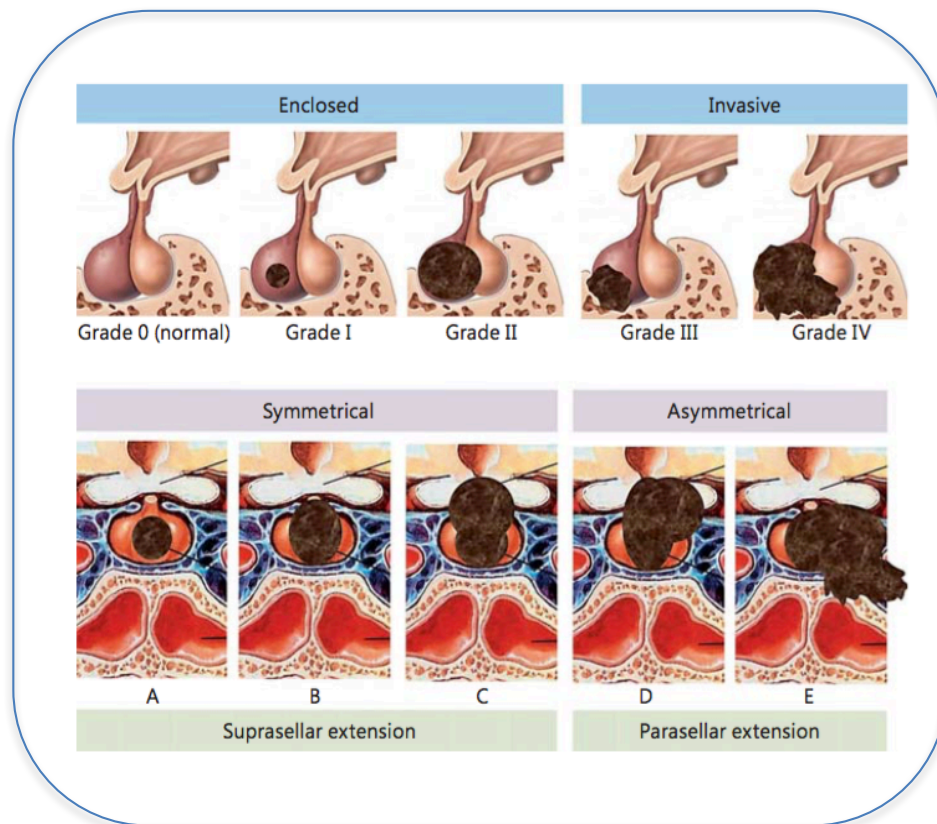 Enclosed Invasive
Grade 0 (normal) Grade I Grade II Grade III Grade IV
Symmetrical Asymmetrical
A B C D E
Suprasellar extension Parasellar extension